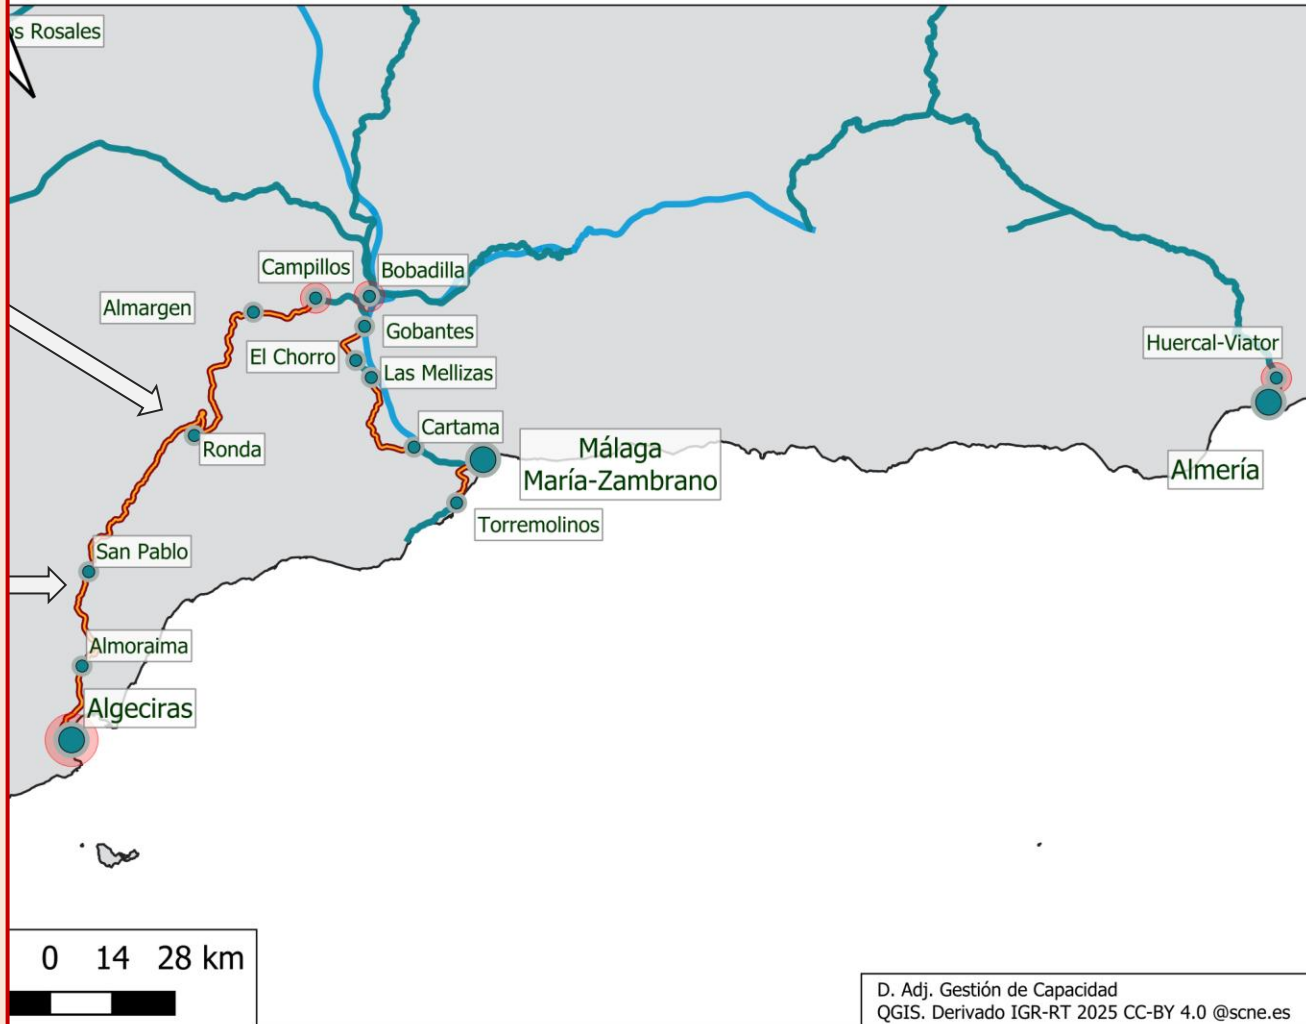 os Rosales
Campillos
Bobadilla
Almargen
Gobantes
El Chorro
Las Mellizas
Huercal-Viator
Cartama
Ronda
Málaga
María-Zambrano
Almería
Torremolinos
San Pablo
Almoraima
Algeciras
0 14 28 km
D. Adj. Gestión de Capacidad
QGIS. Derivado IGR-RT 2025 CC-BY 4.0 @scne.es